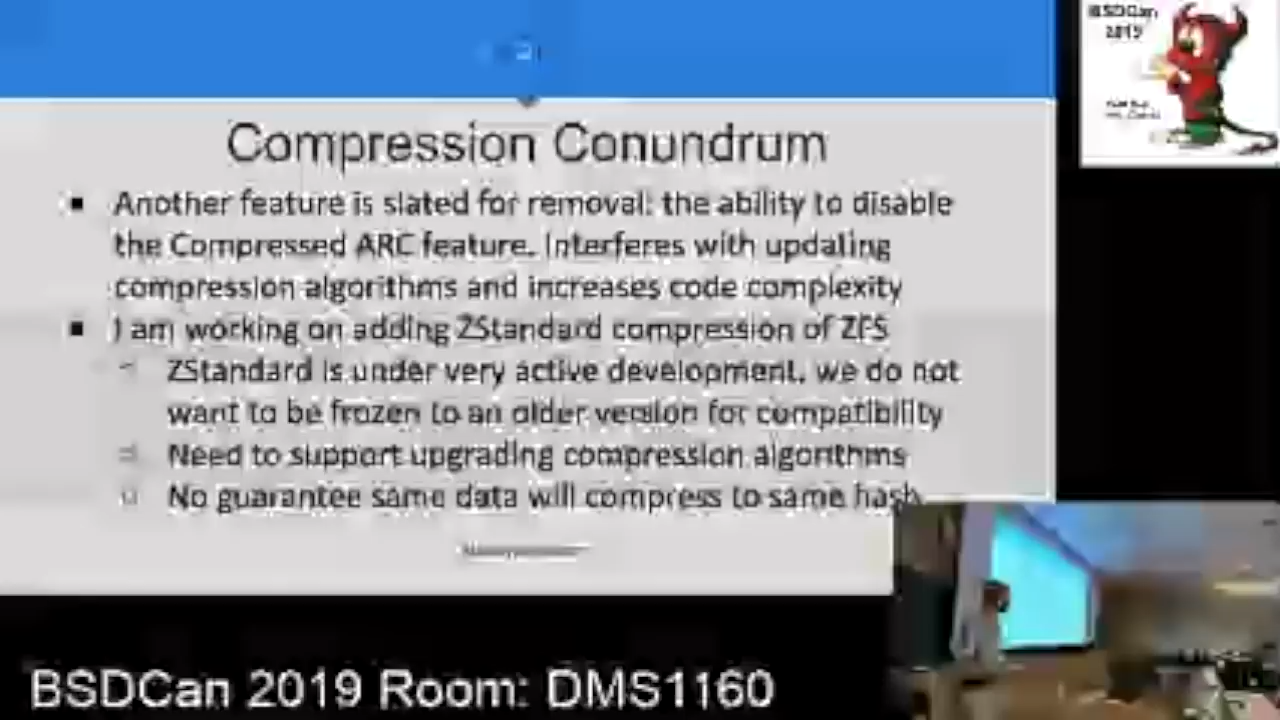 BSDCan
2019
Compression Conundrum
▪ Another feature is slated for removal: the ability to disable
the Compressed ARC feature. Interferes with updating
compression algorithms and increases code complexity
▪ I am working on adding ZStandard compression of ZFS
ZStandard is under very active development, we do not
want to be frozen to an older version for compatibility
Need to support upgrading compression algorithms
No guarantee same data will compress to same hash
BSDCan 2019 Room: DMS1160